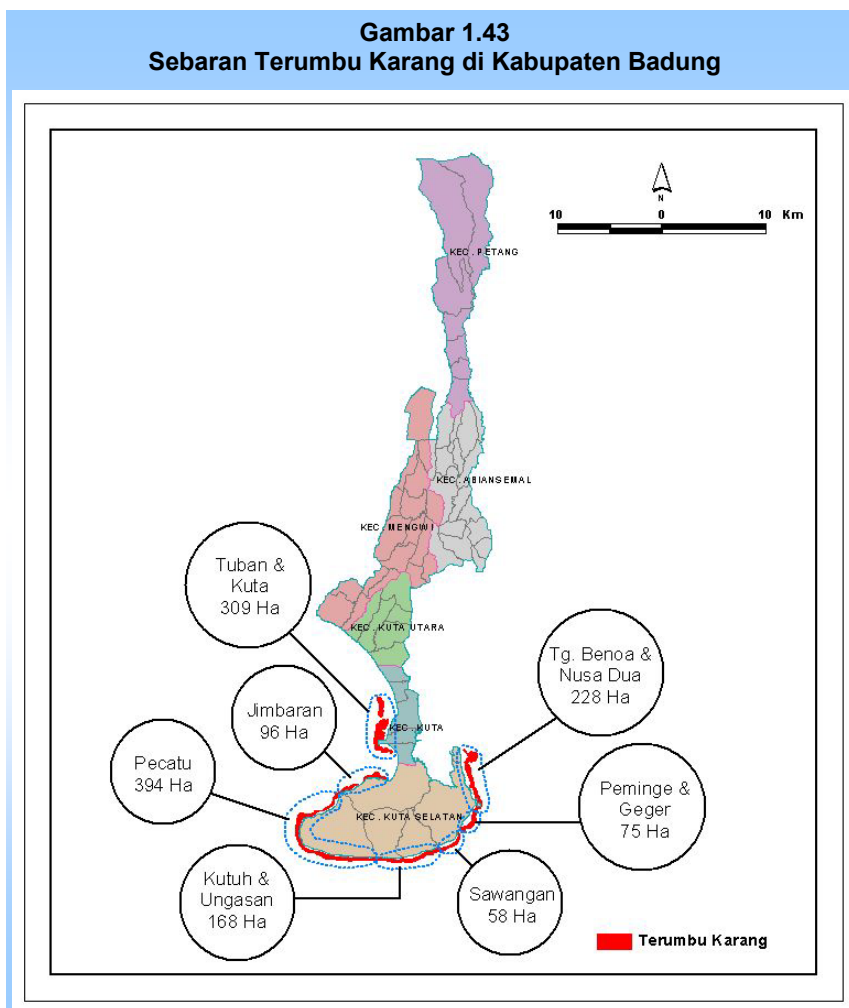 Gambar 1.43
Sebaran Terumbu Karang di Kabupaten Badung
N
10 0 10 Km
KEC. PETANG
KEC. ABIANSEMAL
KEC. MENGWI
Tuban &
Kuta
309 Ha
KEC. KUTA UTARA
Tg. Benoa &
Nusa Dua
228 Ha
Jimbaran
96 Ha
KEC. KUTA
Pecatu
394 Ha
Peminge &
Geger
75 Ha
KEC. KUTA SELATAN
Kutuh &
Ungasan
168 Ha
Sawangan
58 Ha
Terumbu Karang